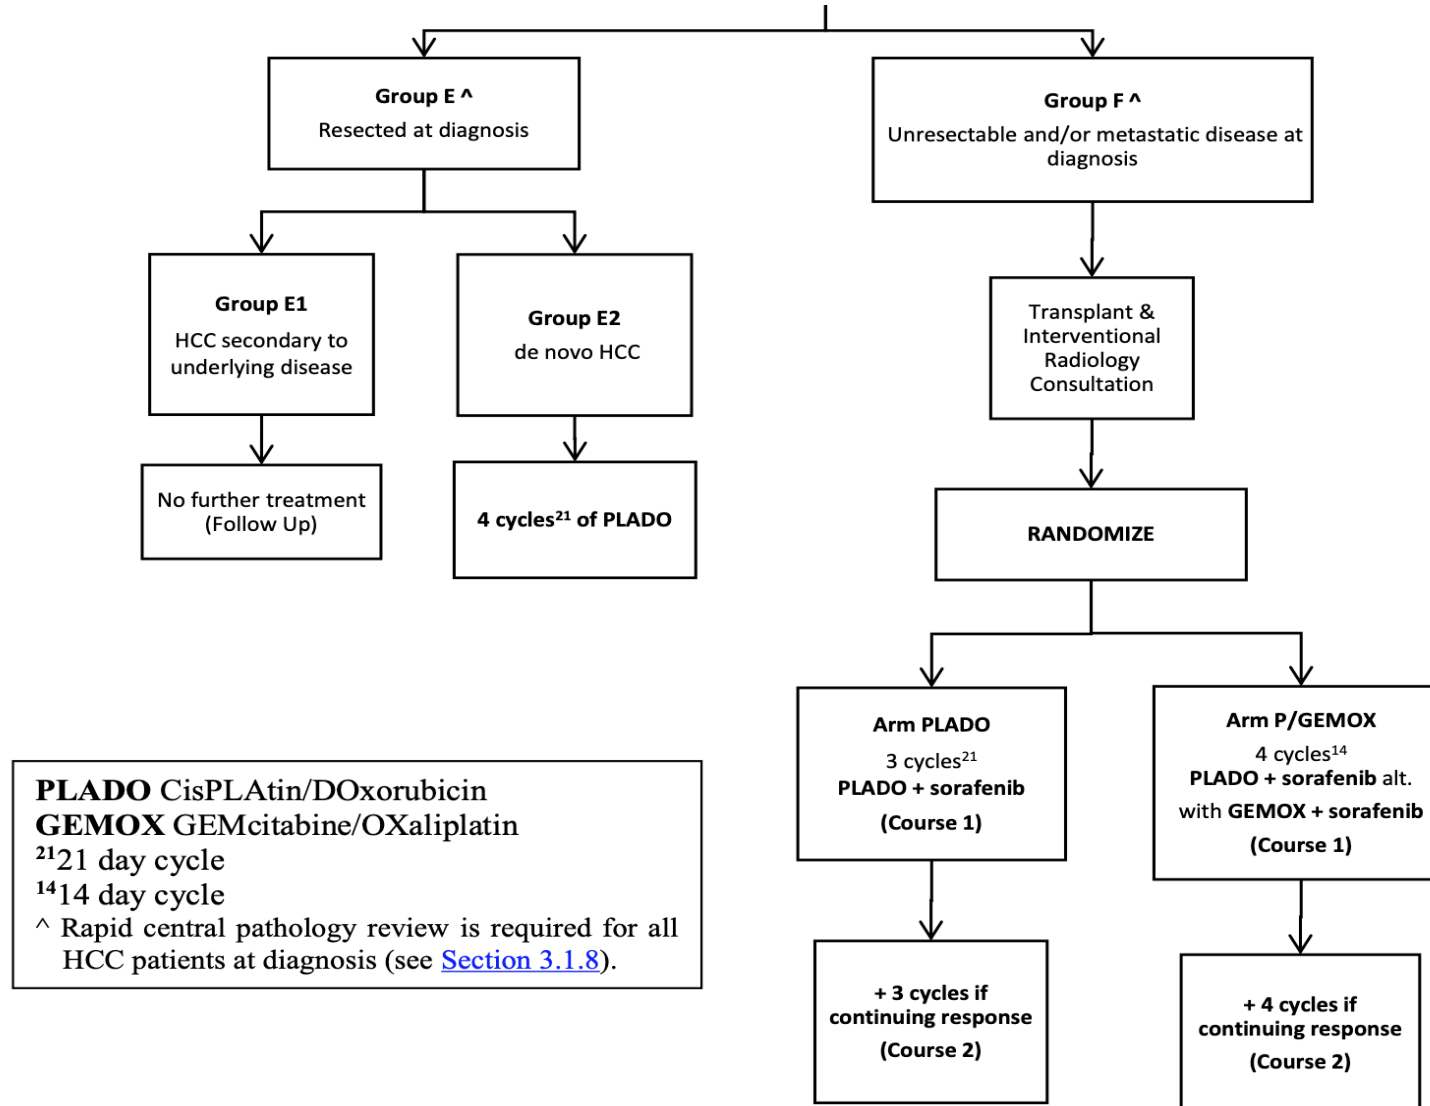 Group E ^
Resected at diagnosis
Group F ^
Unresectable and/or metastatic disease at
diagnosis
Group E1
HCC secondary to
underlying disease
Group E2
de novo HCC
Transplant &
Interventional
Radiology
Consultation
No further treatment
(Follow Up)
4 cycles²¹ of PLADO
RANDOMIZE
Arm PLADO
3 cycles²¹
PLADO + sorafenib
(Course 1)
Arm P/GEMOX
4 cycles¹⁴
PLADO + sorafenib alt.
with GEMOX + sorafenib
(Course 1)
+ 3 cycles if
continuing response
(Course 2)
+ 4 cycles if
continuing response
(Course 2)
PLADO CisPLAtin/DOxorubicin
GEMOX GEMcitabine/OXaliplatin
²¹21 day cycle
¹⁴14 day cycle
^ Rapid central pathology review is required for all
HCC patients at diagnosis (see Section 3.1.8).